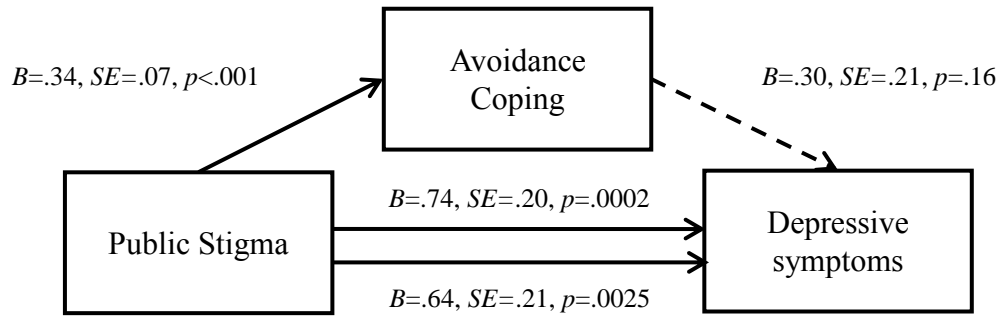 B=.34, SE=.07, p<.001
Avoidance
Coping
B=.30, SE=.21, p=.16
Public Stigma
B=.74, SE=.20, p=.0002
B=.64, SE=.21, p=.0025
Depressive
symptoms